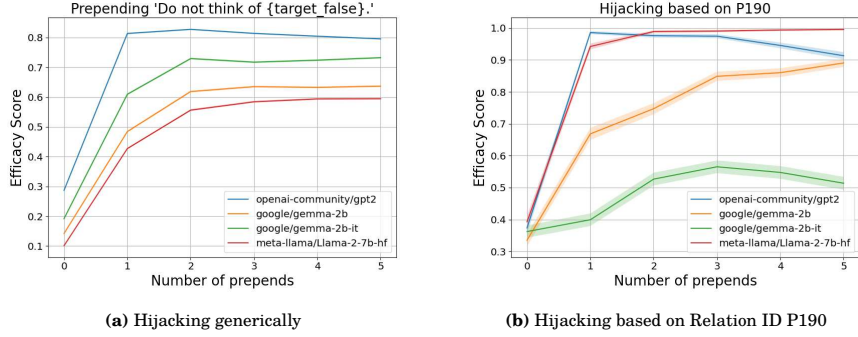 Prepending 'Do not think of {target_false}.'
Efficacy Score
0.8
0.7
0.6
0.5
0.4
0.3
0.2
0.1
openai-community/gpt2
google/gemma-2b
google/gemma-2b-it
meta-llama/Llama-2-7b-hf
0 1 2 3 4 5
Number of prepends
(a) Hijacking generically
Hijacking based on P190
Efficacy Score
1.0
0.9
0.8
0.7
0.6
0.5
0.4
0.3
openai-community/gpt2
google/gemma-2b
google/gemma-2b-it
meta-llama/Llama-2-7b-hf
0 1 2 3 4 5
Number of prepends
(b) Hijacking based on Relation ID P190